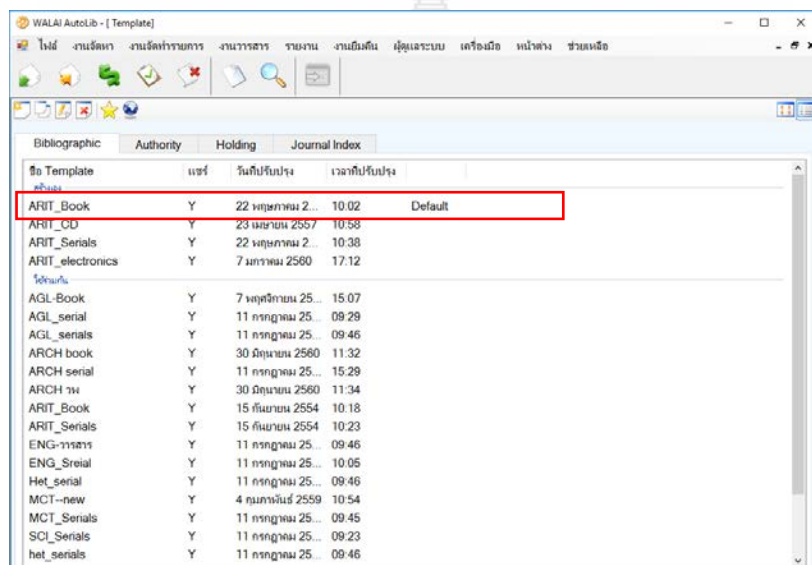 WALAI AutoLib - [ Template]
ไฟล์ งานจัดหา งานจัดทำรายการ งานวารสาร รายงาน งานยืมคืน ผู้ดูแลระบบ เครื่องมือ หน้าต่าง ช่วยเหลือ
Bibliographic Authority Holding Journal Index
ชื่อ Template แชร์ วันที่ปรับปรุง เวลาที่ปรับปรุง
สร้างเอง
ARIT_Book Y 22 พฤษภาคม 2... 10:02 Default
ARIT_CD Y 23 เมษายน 2557 10:58
ARIT_Serials Y 22 พฤษภาคม 2... 10:38
ARIT_electronics Y 7 มกราคม 2560 17:12
ใช้ร่วมกัน
AGL-Book Y 7 พฤศจิกายน 25... 15:07
AGL_serial Y 11 กรกฎาคม 25... 09:29
AGL_serials Y 11 กรกฎาคม 25... 09:46
ARCH book Y 30 มิถุนายน 2560 11:32
ARCH serial Y 11 กรกฎาคม 25... 15:29
ARCH วพ Y 30 มิถุนายน 2560 11:34
ARIT_Book Y 15 กันยายน 2554 10:18
ARIT_Serials Y 15 กันยายน 2554 10:23
ENG-วารสาร Y 11 กรกฎาคม 25... 09:46
ENG_Sreial Y 11 กรกฎาคม 25... 10:05
Het_serial Y 11 กรกฎาคม 25... 09:46
MCT--new Y 4 กุมภาพันธ์ 2559 10:54
MCT_Serials Y 11 กรกฎาคม 25... 09:45
SCI_Serials Y 11 กรกฎาคม 25... 09:23
het_serials Y 11 กรกฎาคม 25... 09:46